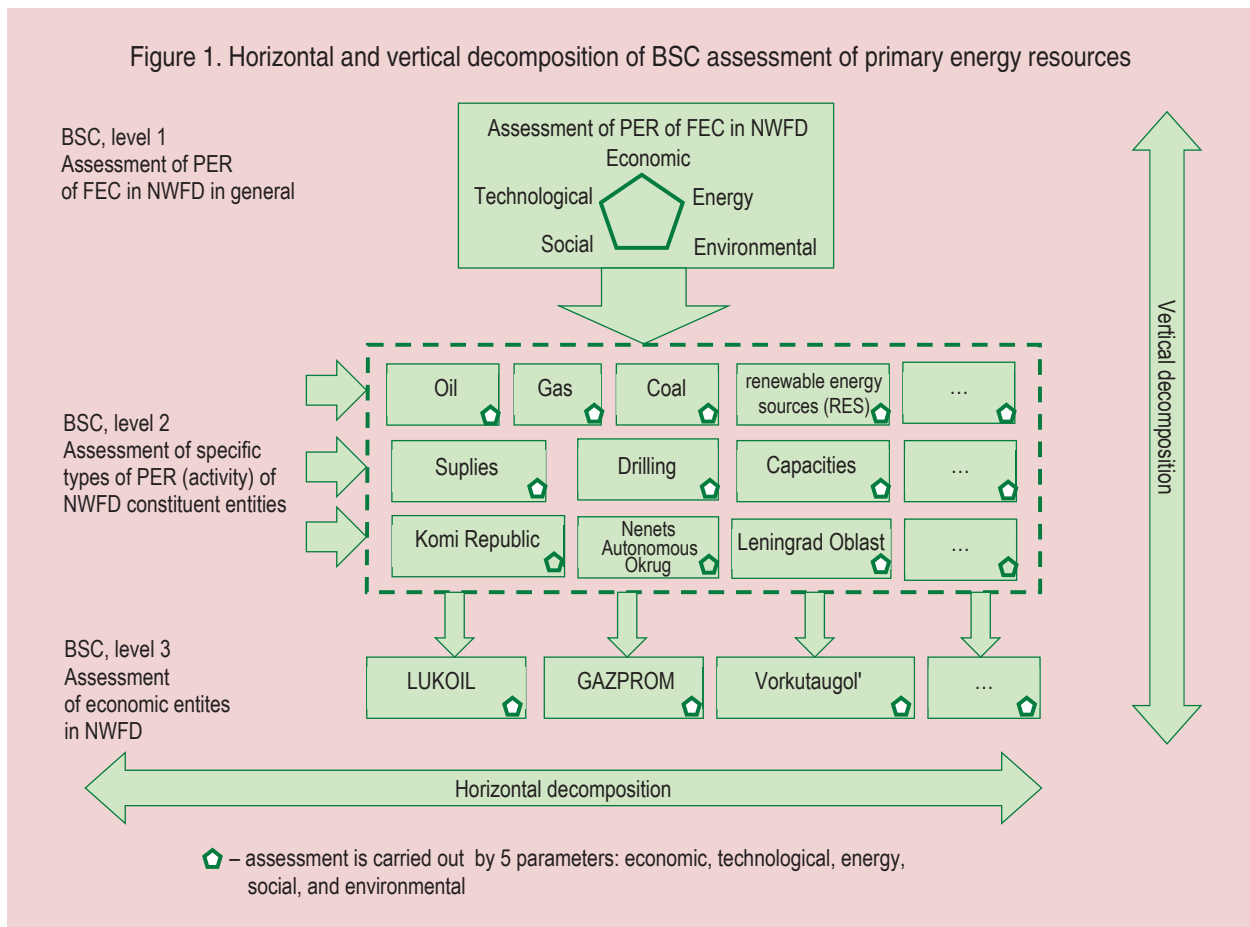 Figure 1. Horizontal and vertical decomposition of BSC assessment of primary energy resources
BSC, level 1
Assessment of PER
of FEC in NWFD in general
Assessment of PER of FEC in NWFD
Economic
Technological
Energy
Social
Environmental
Vertical decomposition
BSC, level 2
Assessment of specific
types of PER (activity) of
NWFD constituent entities
Oil
Gas
Coal
renewable energy
sources (RES)
...
Suplies
Drilling
Capacities
...
Komi Republic
Nenets
Autonomous
Okrug
Leningrad Oblast
...
BSC, level 3
Assessment
of economic entites
in NWFD
LUKOIL
GAZPROM
Vorkutaugol'
...
Horizontal decomposition
– assessment is carried out by 5 parameters: economic, technological, energy,
social, and environmental